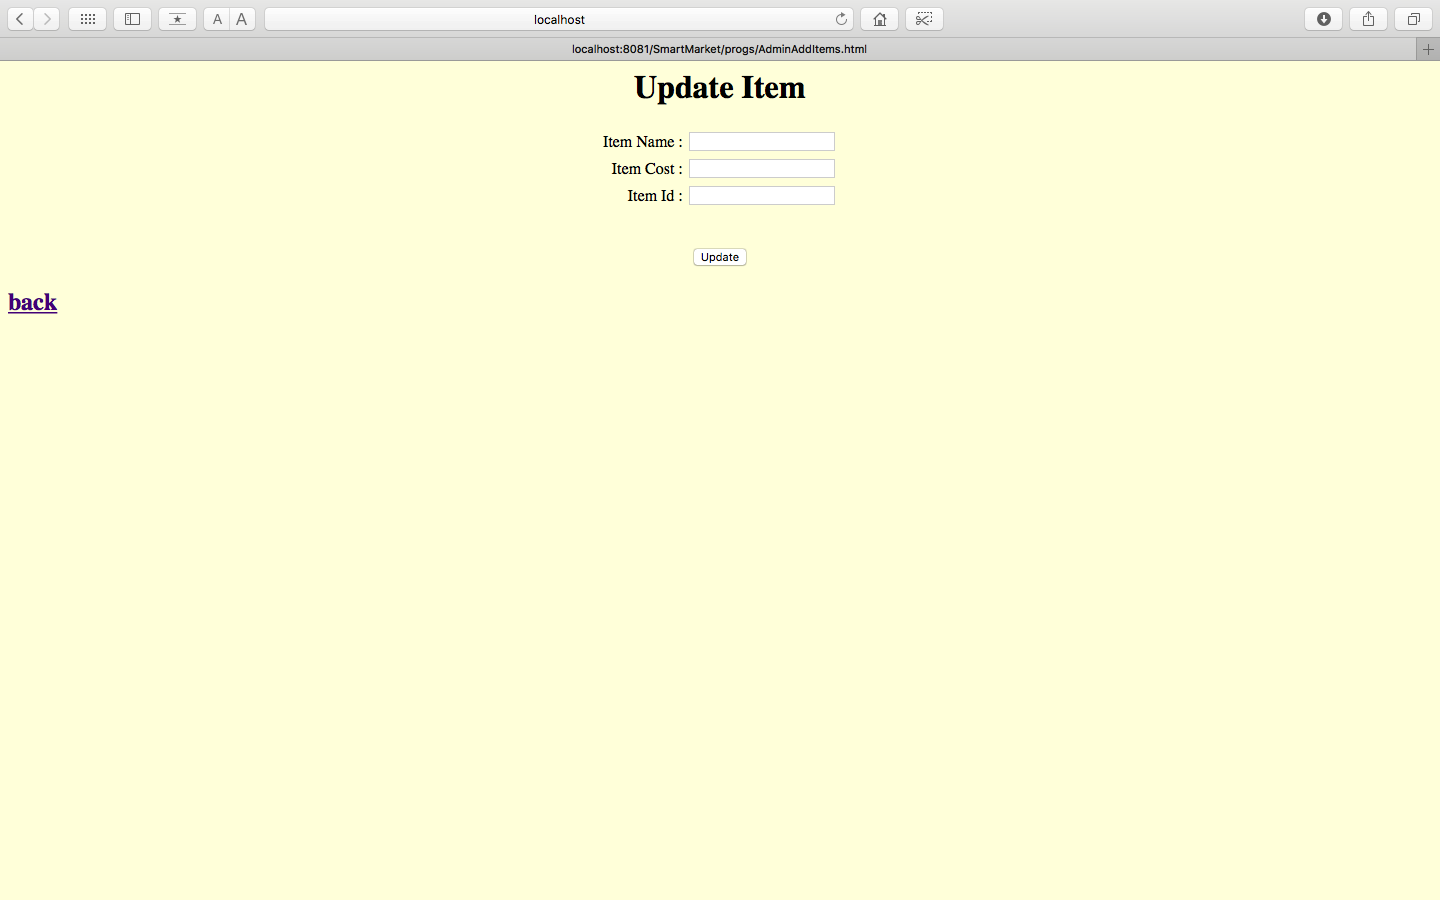 A A
localhost
localhost:8081/SmartMarket/progs/AdminAddItems.html
Update Item
Item Name :
Item Cost :
Item Id :
Update
back